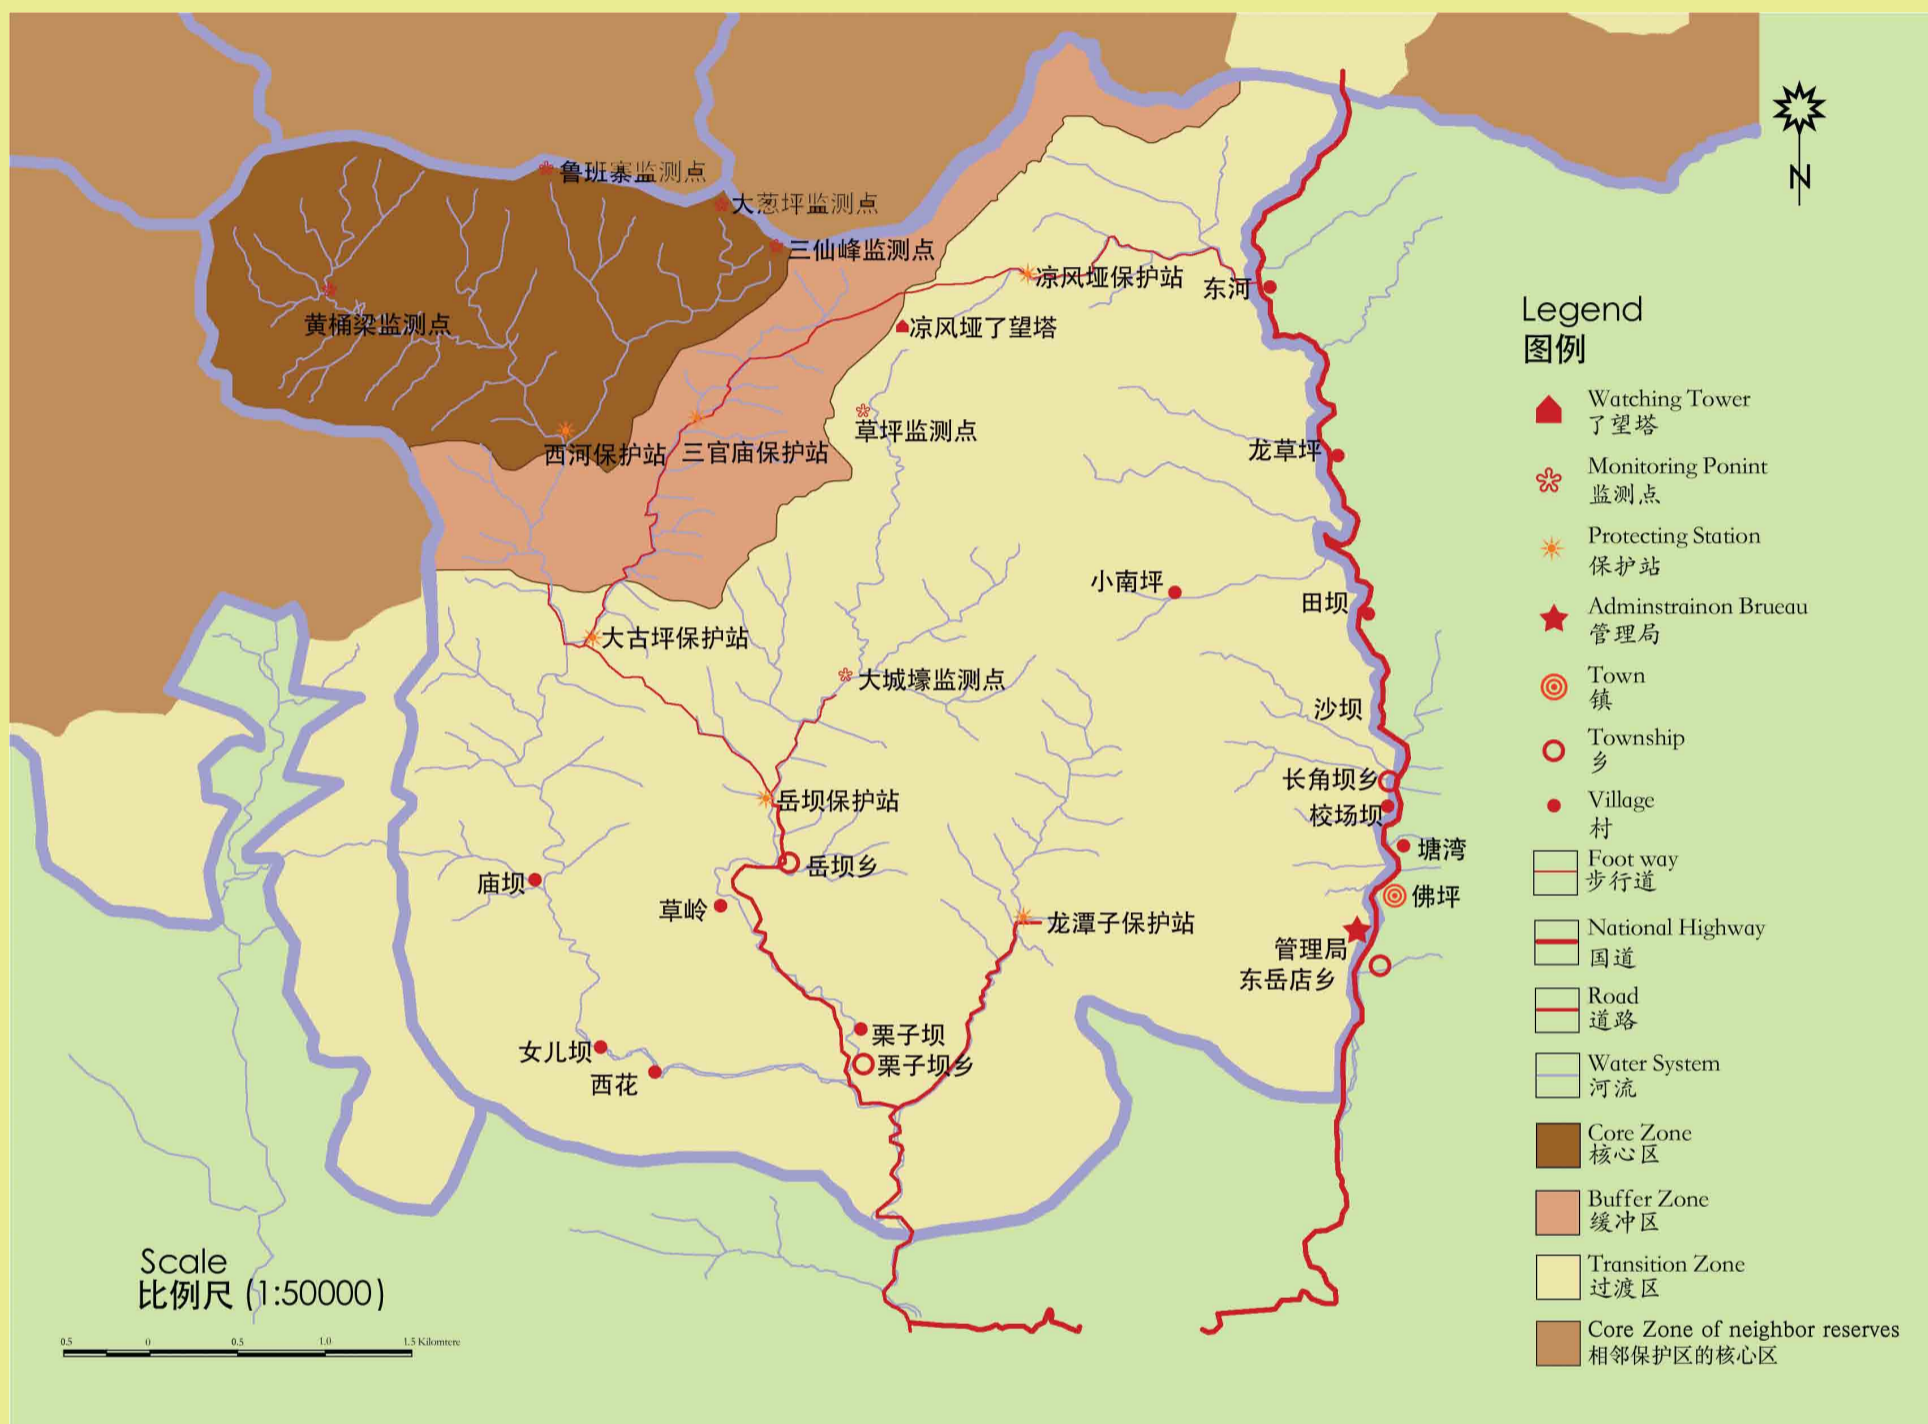 鲁班寨监测点
大葱坪监测点
三仙峰监测点
凉风垭保护站
东河
黄桶梁监测点
凉风垭了望塔
草坪监测点
龙草坪
西河保护站
三官庙保护站
小南坪
田坝
大古坪保护站
大城壕监测点
沙坝
长角坝乡
岳坝保护站
校场坝
塘湾
岳坝乡
庙坝
佛坪
草岭
龙潭子保护站
管理局
东岳店乡
栗子坝
女儿坝
栗子坝乡
西花
N
Legend
图例
Watching Tower
了望塔
Monitoring Ponint
监测点
Protecting Station
保护站
Adminstrainon Brueau
管理局
Town
镇
Township
乡
Village
村
Foot way
步行道
National Highway
国道
Road
道路
Water System
河流
Core Zone
核心区
Buffer Zone
缓冲区
Transition Zone
过渡区
Core Zone of neighbor reserves
相邻保护区的核心区
Scale
比例尺 (1:50000)
0.5 0 0.5 1.0 1.5 Kilomtere